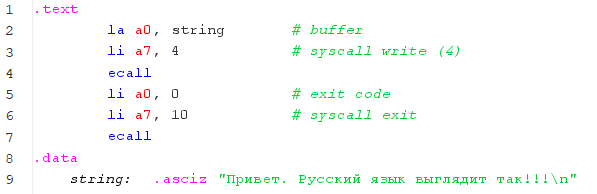 1 .text
2 la a0, string # buffer
3 li a7, 4 # syscall write (4)
4 ecall
5 li a0, 0 # exit code
6 li a7, 10 # syscall exit
7 ecall
8 .data
9 string: .asciz "Привет. Русский язык выглядит так!!!\n"